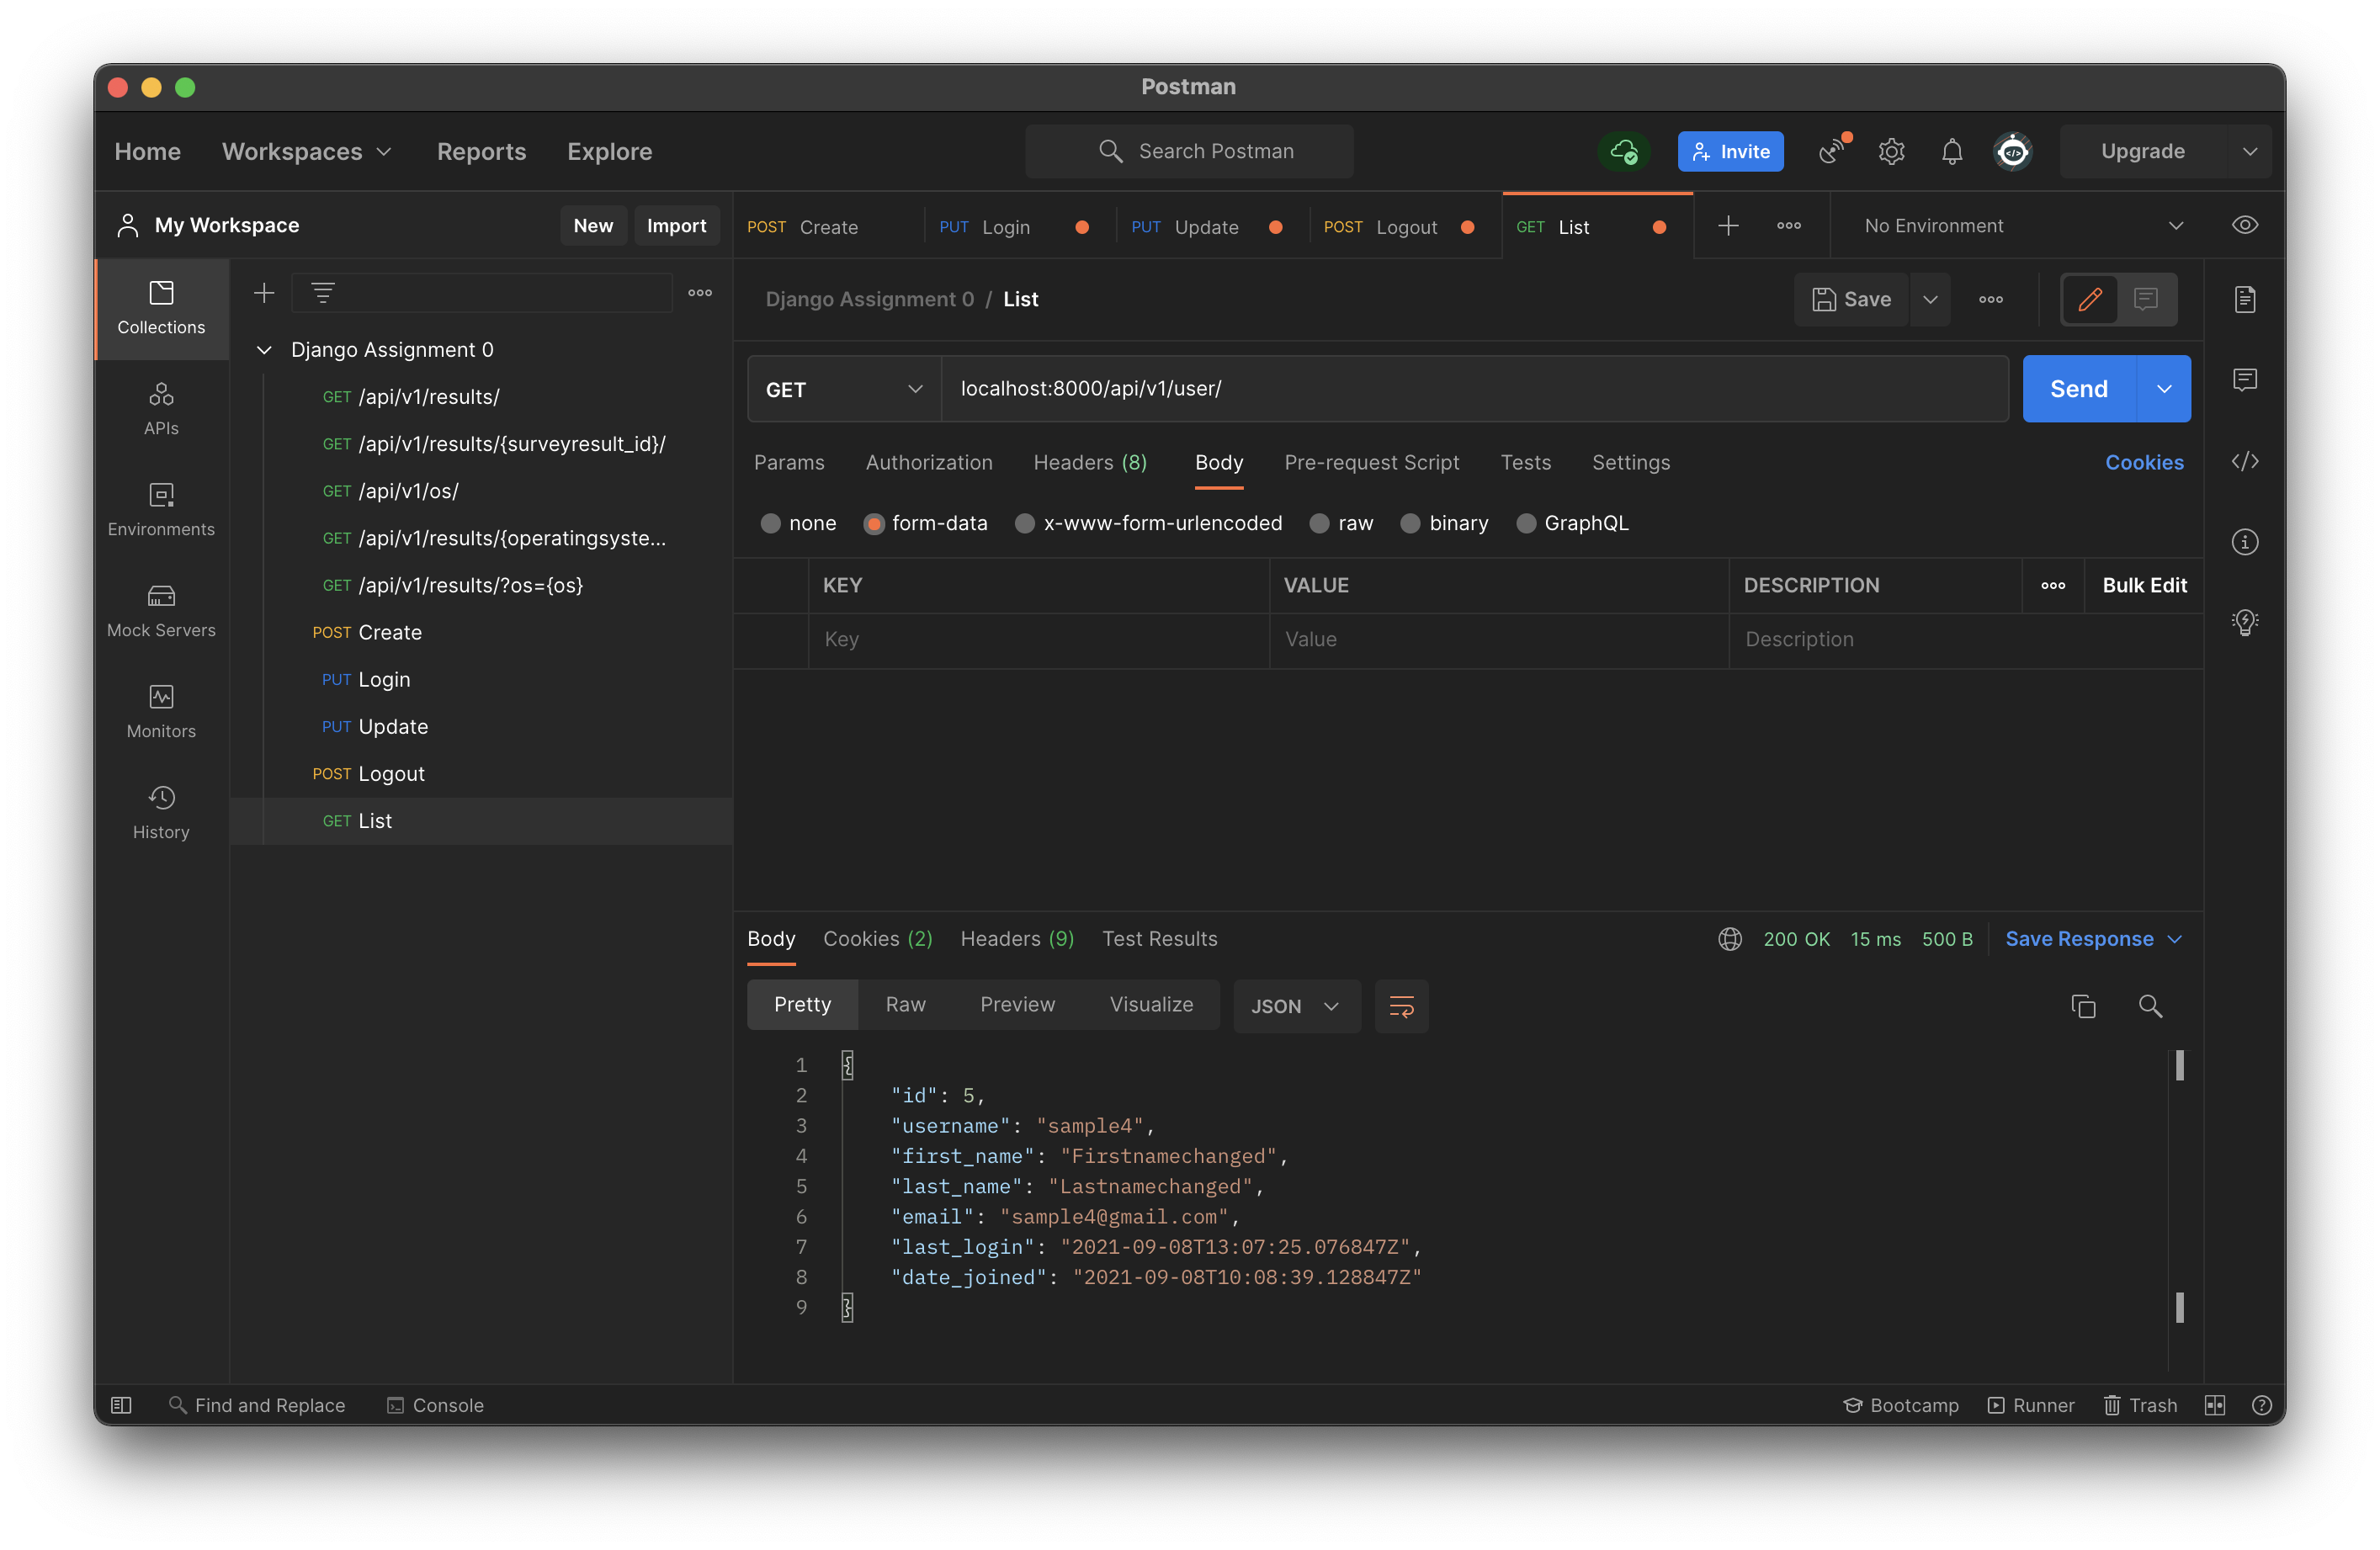 Postman
Home Workspaces Reports Explore Search Postman Invite Upgrade
My Workspace New Import
POST Create PUT Login PUT Update POST Logout GET List No Environment
Collections
APIs
Environments
Mock Servers
Monitors
History
Django Assignment 0
GET /api/v1/results/
GET /api/v1/results/{surveyresult_id}/
GET /api/v1/os/
GET /api/v1/results/{operatingsyste...
GET /api/v1/results/?os={os}
POST Create
PUT Login
PUT Update
POST Logout
GET List
Django Assignment 0 / List Save
GET localhost:8000/api/v1/user/ Send
Params Authorization Headers (8) Body Pre-request Script Tests Settings Cookies
none form-data x-www-form-urlencoded raw binary GraphQL
KEY VALUE DESCRIPTION Bulk Edit
Key Value Description
Body Cookies (2) Headers (9) Test Results 200 OK 15 ms 500 B Save Response
Pretty Raw Preview Visualize JSON
1 {
2 "id": 5,
3 "username": "sample4",
4 "first_name": "Firstnamechanged",
5 "last_name": "Lastnamechanged",
6 "email": "sample4@gmail.com",
7 "last_login": "2021-09-08T13:07:25.076847Z",
8 "date_joined": "2021-09-08T10:08:39.128847Z"
9 }
Find and Replace Console Bootcamp Runner Trash